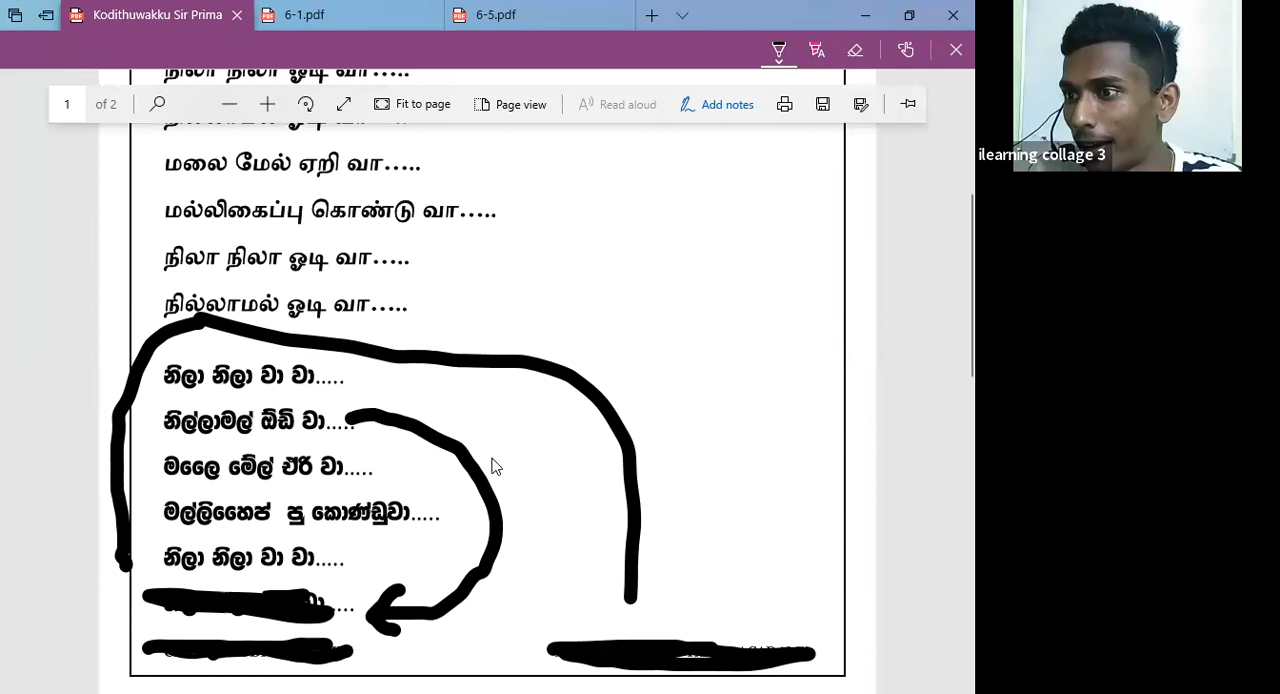 Kodithuwakku Sir Prima
6-1.pdf
6-5.pdf
நிலா நிலா ஓடி வா…..
1 of 2
Fit to page
Page view
Read aloud
Add notes
மலை மேல் ஏறி வா…..
மல்லிகைப்பு கொண்டு வா…..
நிலா நிலா ஓடி வா…..
நில்லாமல் ஓடி வா…..
නිලා නිලා වා වා.....
නිල්ලාමල් ඕඩි වා.....
මලෛ මේල් ඒරි වා.....
මල්ලිහෛප් පු කොණ්ඩුවා.....
නිලා නිලා වා වා.....
ilearning collage 3